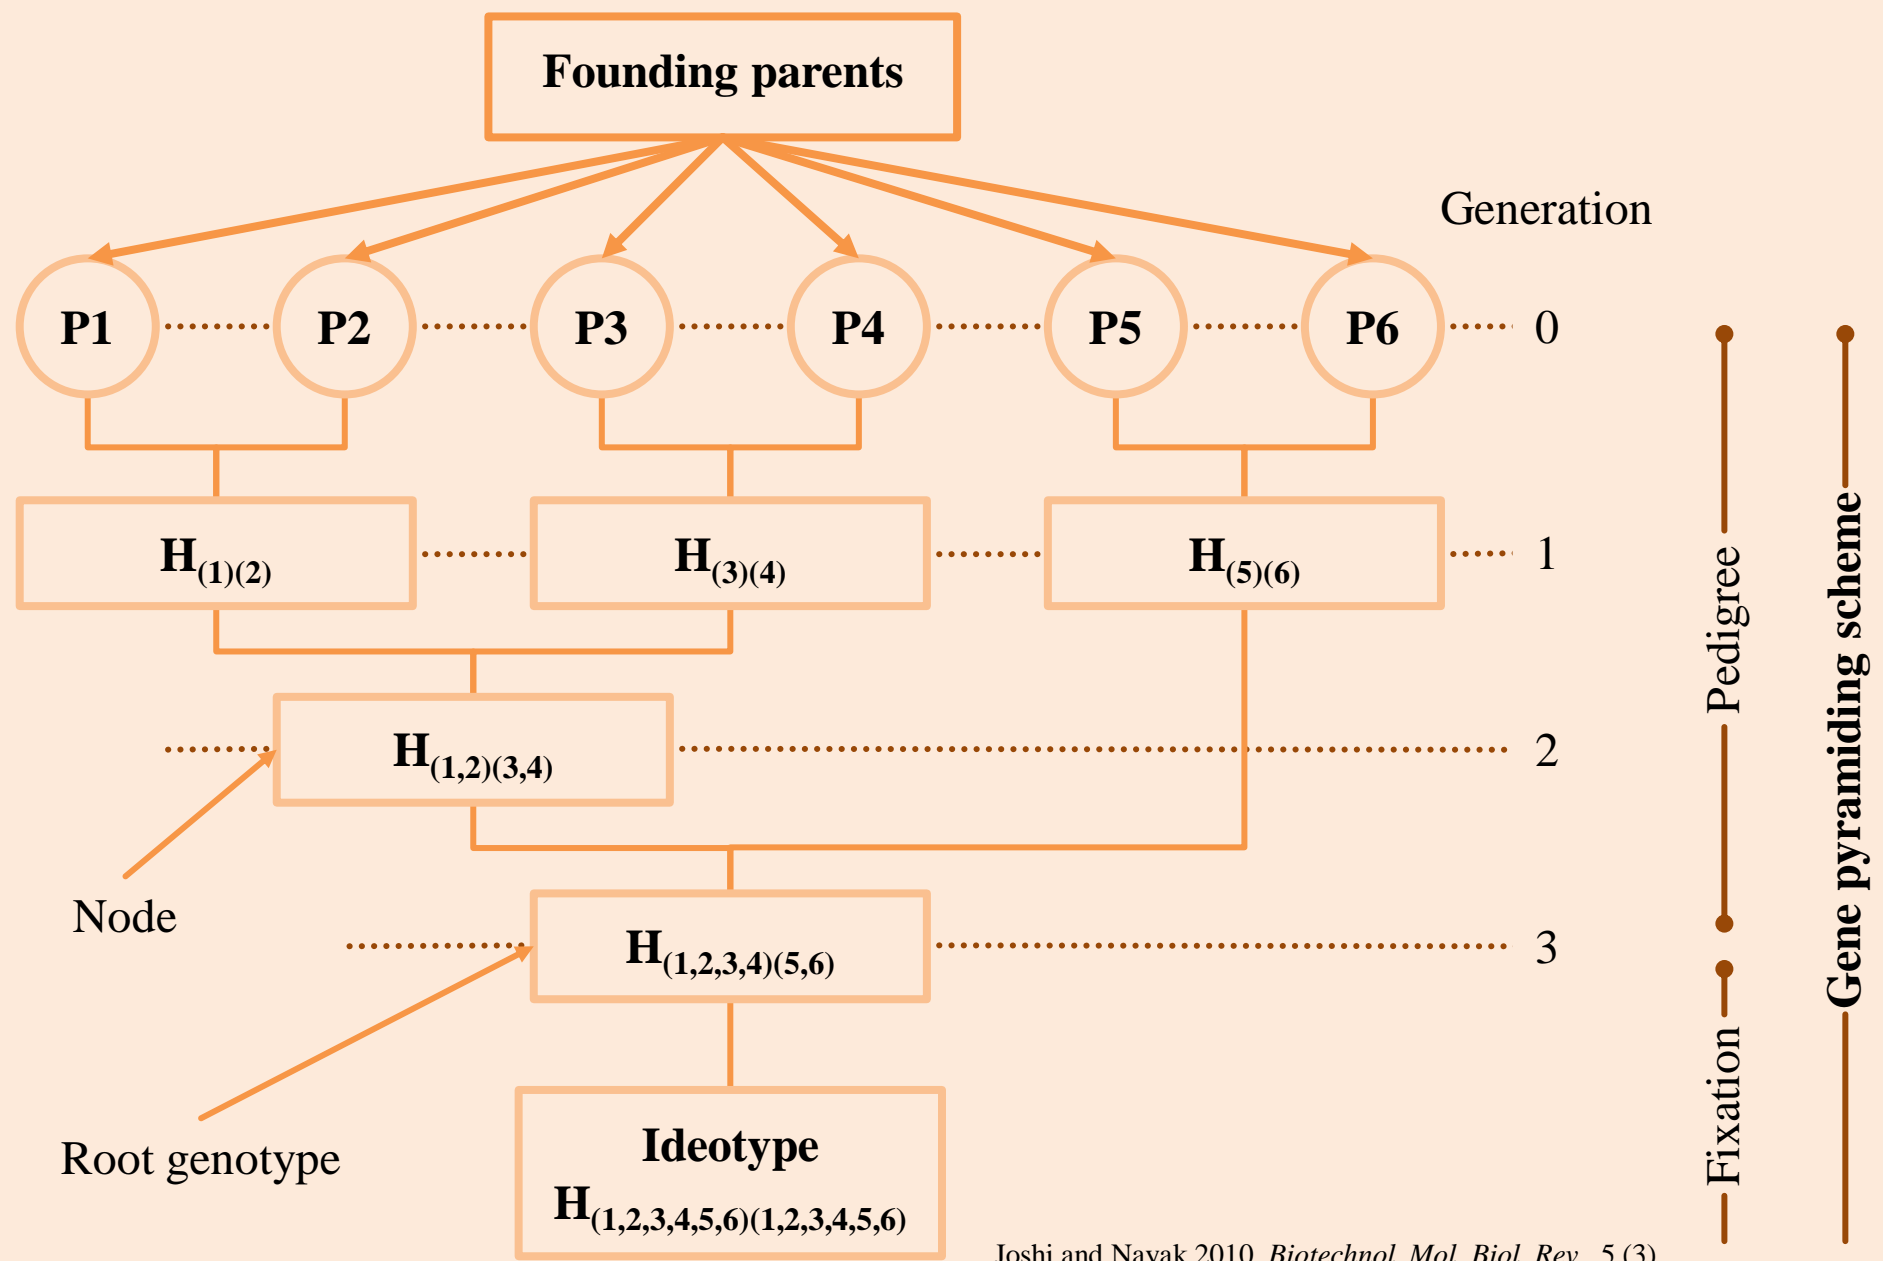 Founding parents
Generation
P1 P2 P3 P4 P5 P6 0
H(1)(2) H(3)(4) H(5)(6) 1
H(1,2)(3,4) 2
Node
H(1,2,3,4)(5,6) 3
Root genotype
Ideotype
H(1,2,3,4,5,6)(1,2,3,4,5,6)
Pedigree
Fixation
Gene pyramiding scheme
Joshi and Nayak 2010. Biotechnol. Mol. Biol. Rev., 5 (3)